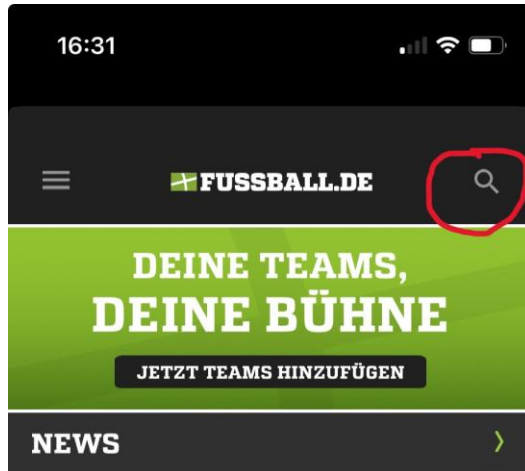 16:31
FUSSBALL.DE
DEINE TEAMS,
DEINE BÜHNE
JETZT TEAMS HINZUFÜGEN
NEWS